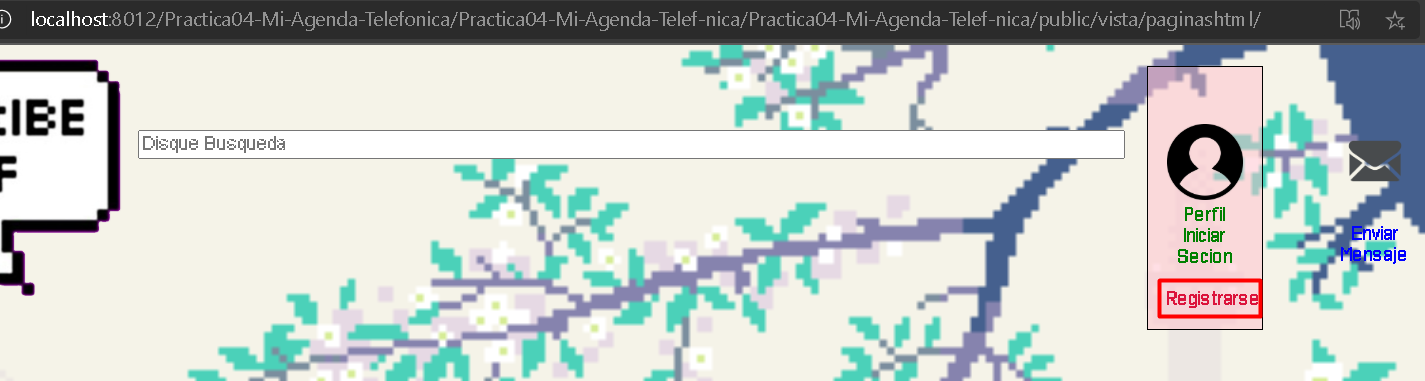 localhost:8012/Practica04-Mi-Agenda-Telefonica/Practica04-Mi-Agenda-Telef-nica/Practica04-Mi-Agenda-Telef-nica/public/vista/paginashtml/
CIBE
F
Disque Busqueda
Perfil
Iniciar
Secion
Registrarse
Enviar
Mensaje